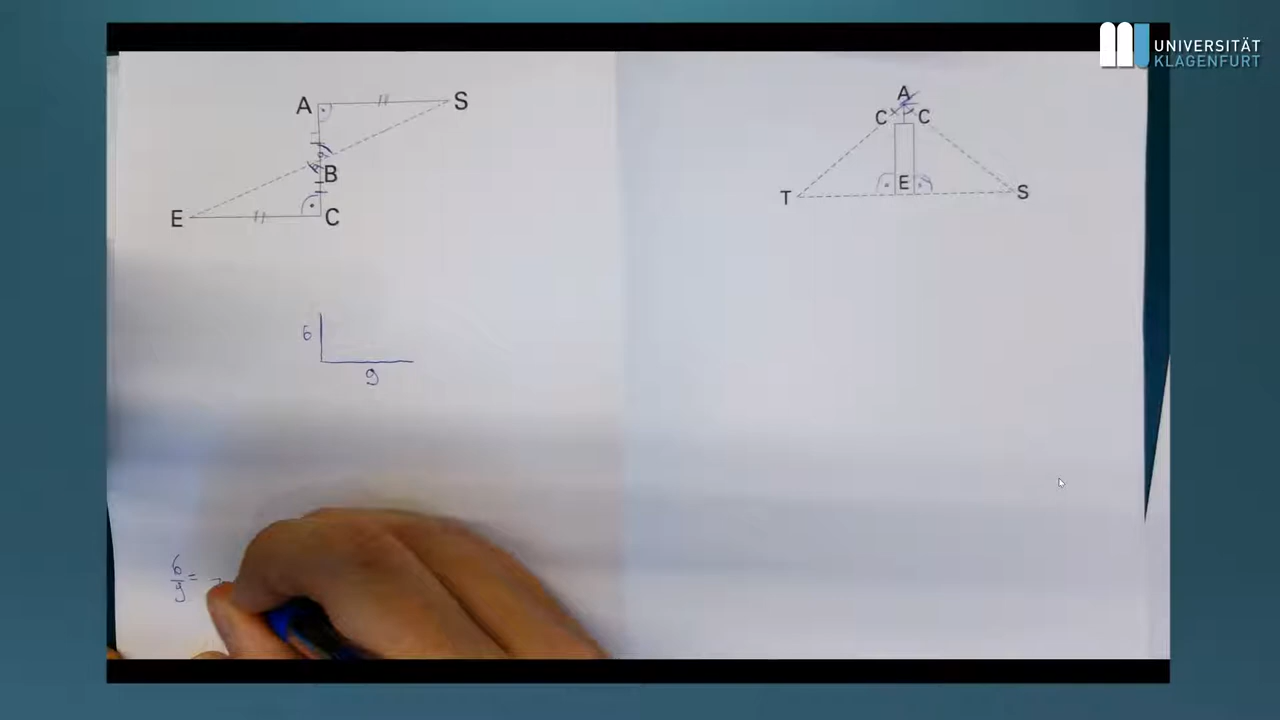 UNIVERSITÄT
KLAGENFURT
A S
B
E C
A
C C
E
T S
6
9
6/9 =